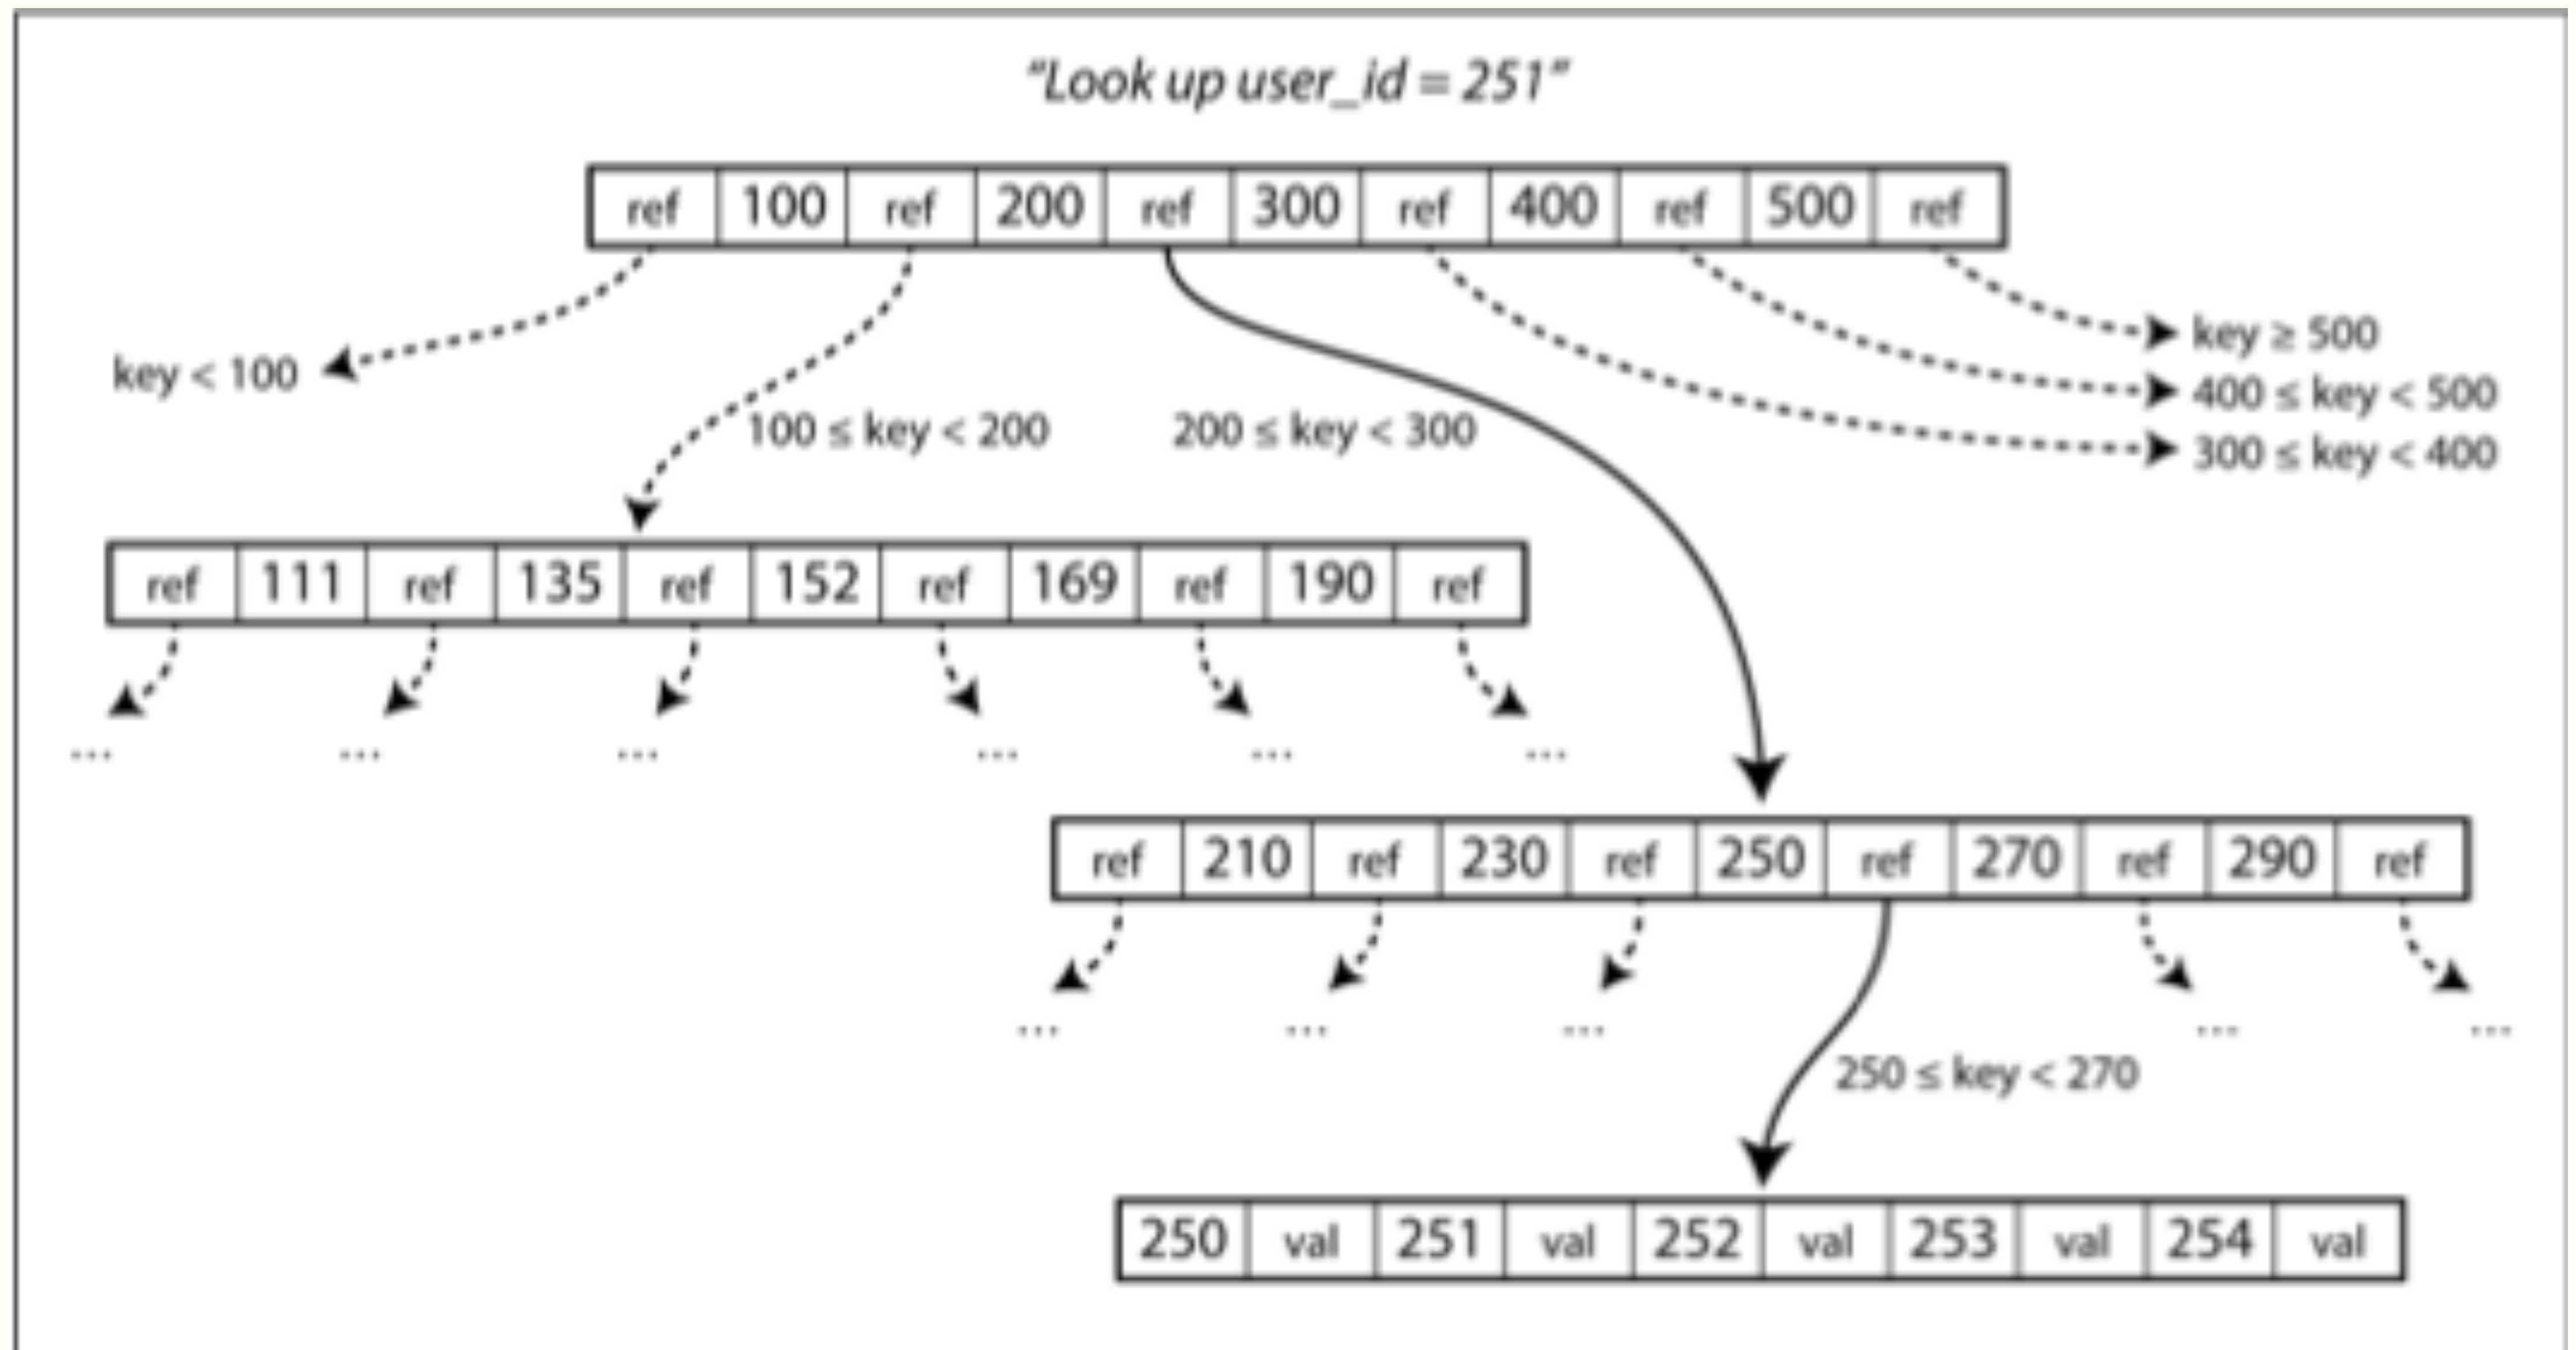 “Look up user_id = 251”
ref 100 ref 200 ref 300 ref 400 ref 500 ref
key ≥ 500
key < 100
400 ≤ key < 500
100 ≤ key < 200
200 ≤ key < 300
300 ≤ key < 400
ref 111 ref 135 ref 152 ref 169 ref 190 ref
... ... ... ... ... ...
ref 210 ref 230 ref 250 ref 270 ref 290 ref
... ... ... ... ...
250 ≤ key < 270
250 val 251 val 252 val 253 val 254 val